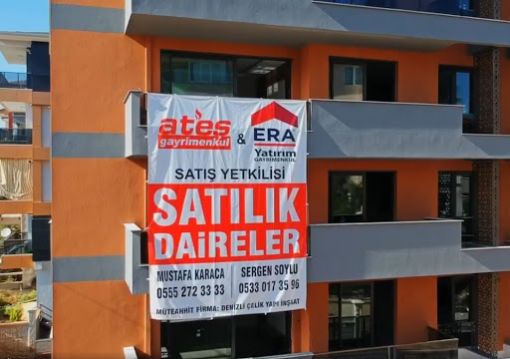 ateş
gayrimenkul
&
ERA
Yatırım
GAYRİMENKUL
SATIŞ YETKİLİSİ
SATILIK
DAİRELER
MUSTAFA KARACA SERGEN SOYLU
0555 272 33 33 0533 017 35 96
MÜTEAHHİT FİRMA: DENİZLİ ÇELİK YAPI İNŞAAT